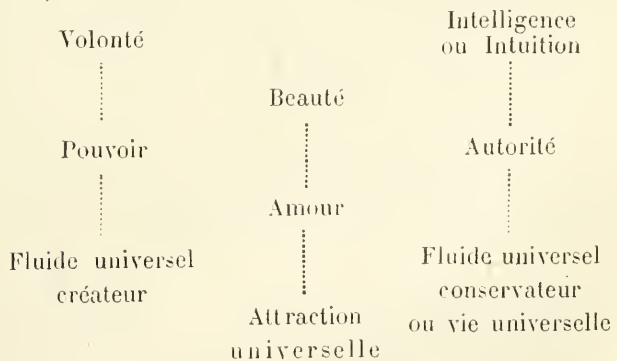 Volonté
Pouvoir
Fluide universel
créateur
Beauté
Amour
Attraction
universelle
Intelligence
ou Intuition
Autorité
Fluide universel
conservateur
ou vie universelle